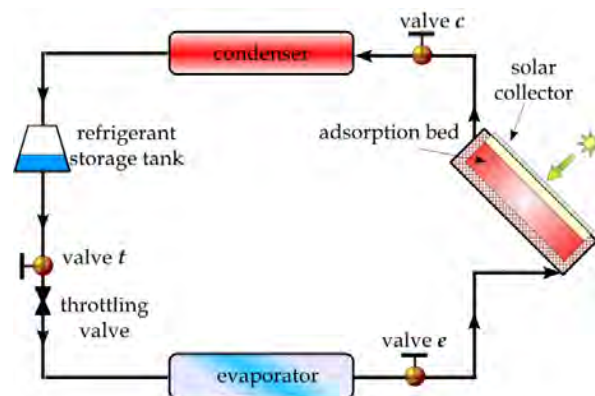 valve c
condenser
solar
collector
adsorption bed
refrigerant
storage tank
valve t
throttling
valve
valve e
evaporator